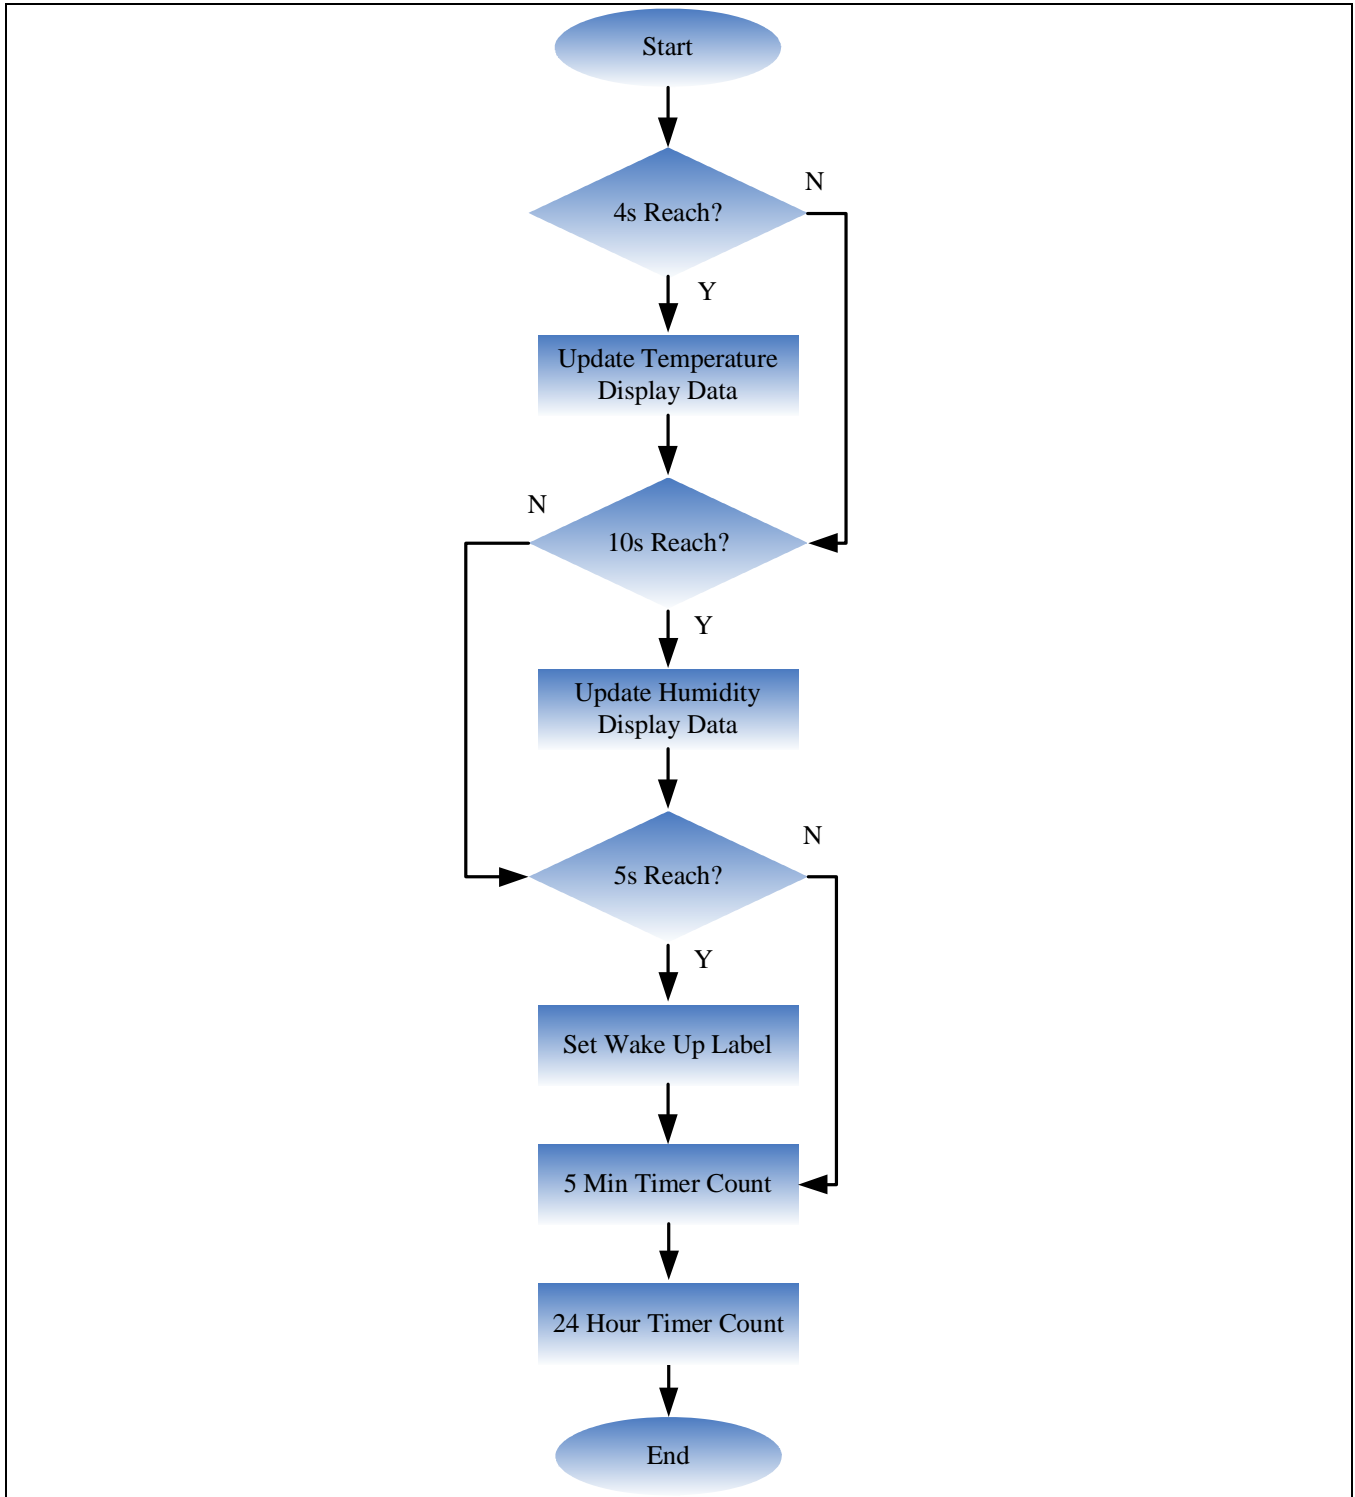 Start
N
4s Reach?
Y
Update Temperature
Display Data
N
10s Reach?
Y
Update Humidity
Display Data
N
5s Reach?
Y
Set Wake Up Label
5 Min Timer Count
24 Hour Timer Count
End